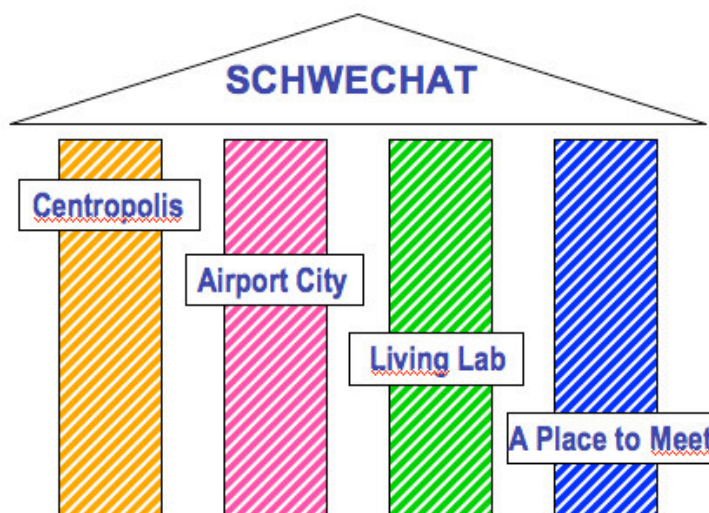 SCHWECHAT
Centropolis
Airport City
Living Lab
A Place to Meet